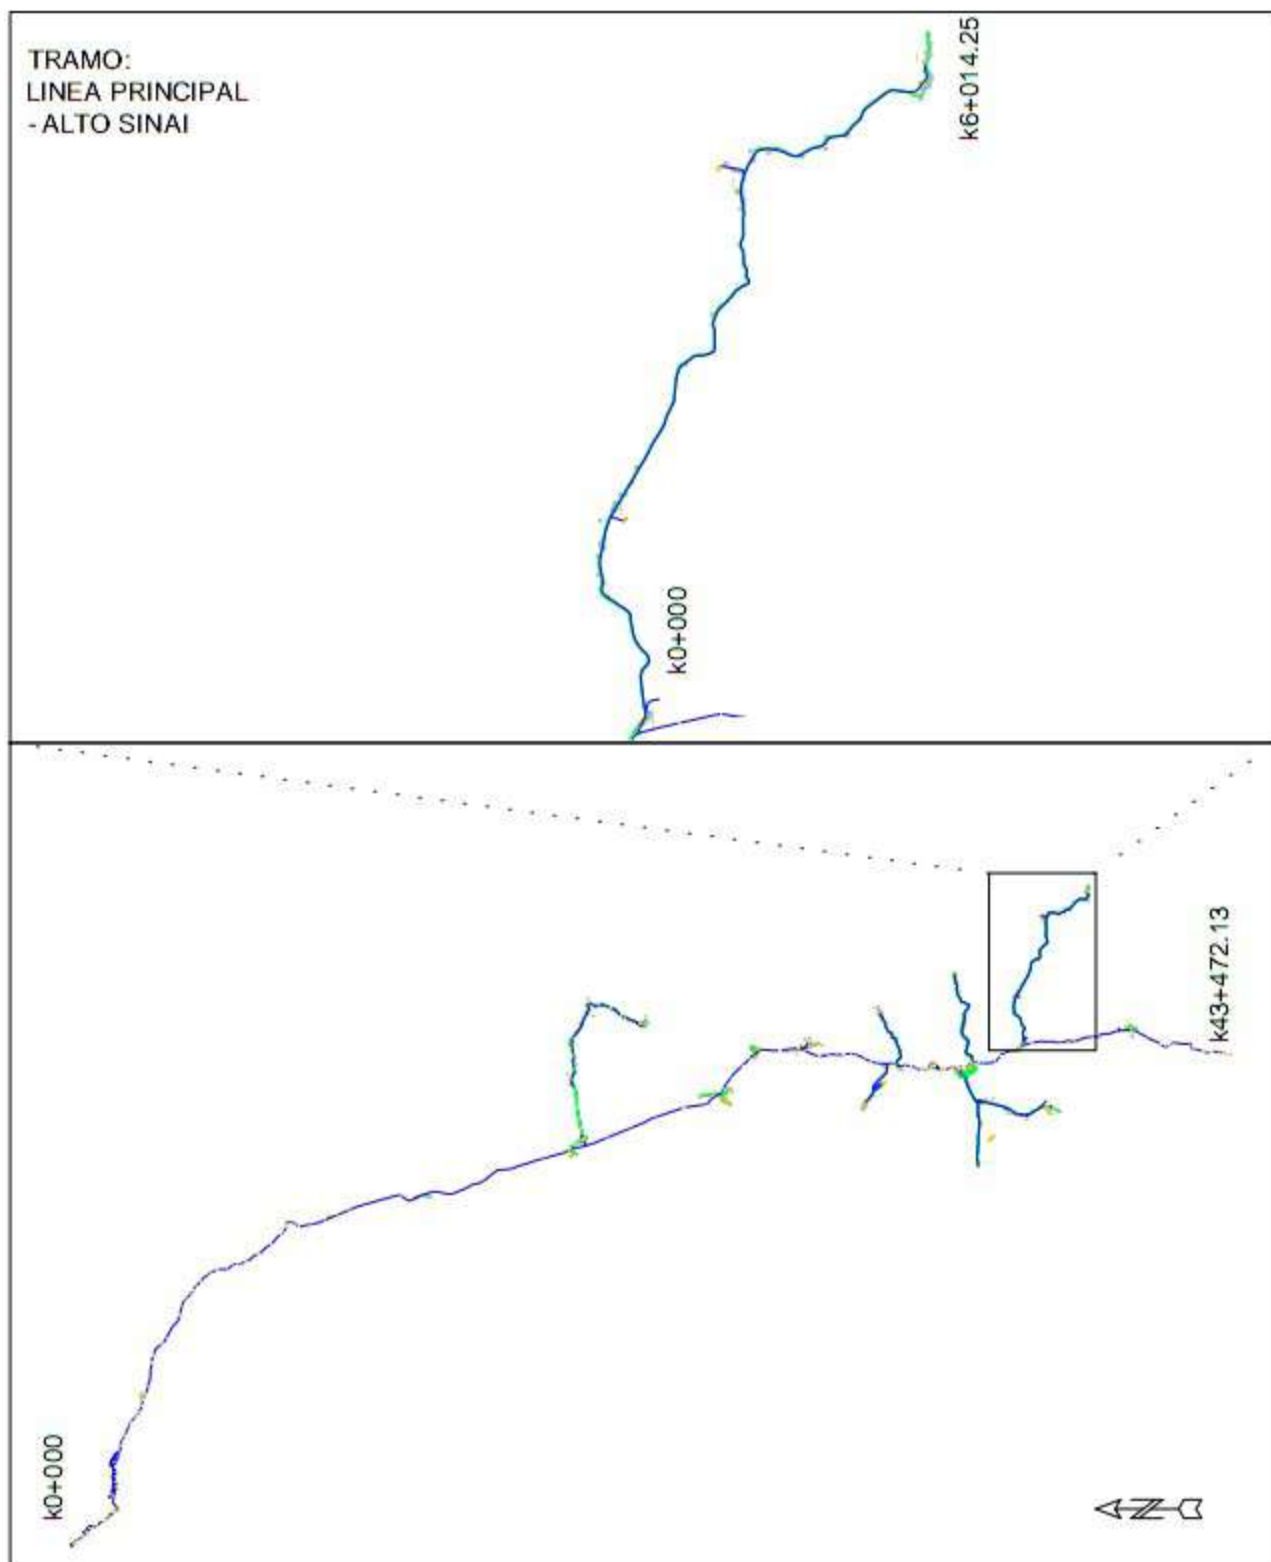 TRAMO:
LINEA PRINCIPAL
- ALTO SINAI
k6+014.25
k0+000
k43+472.13
k0+000
N